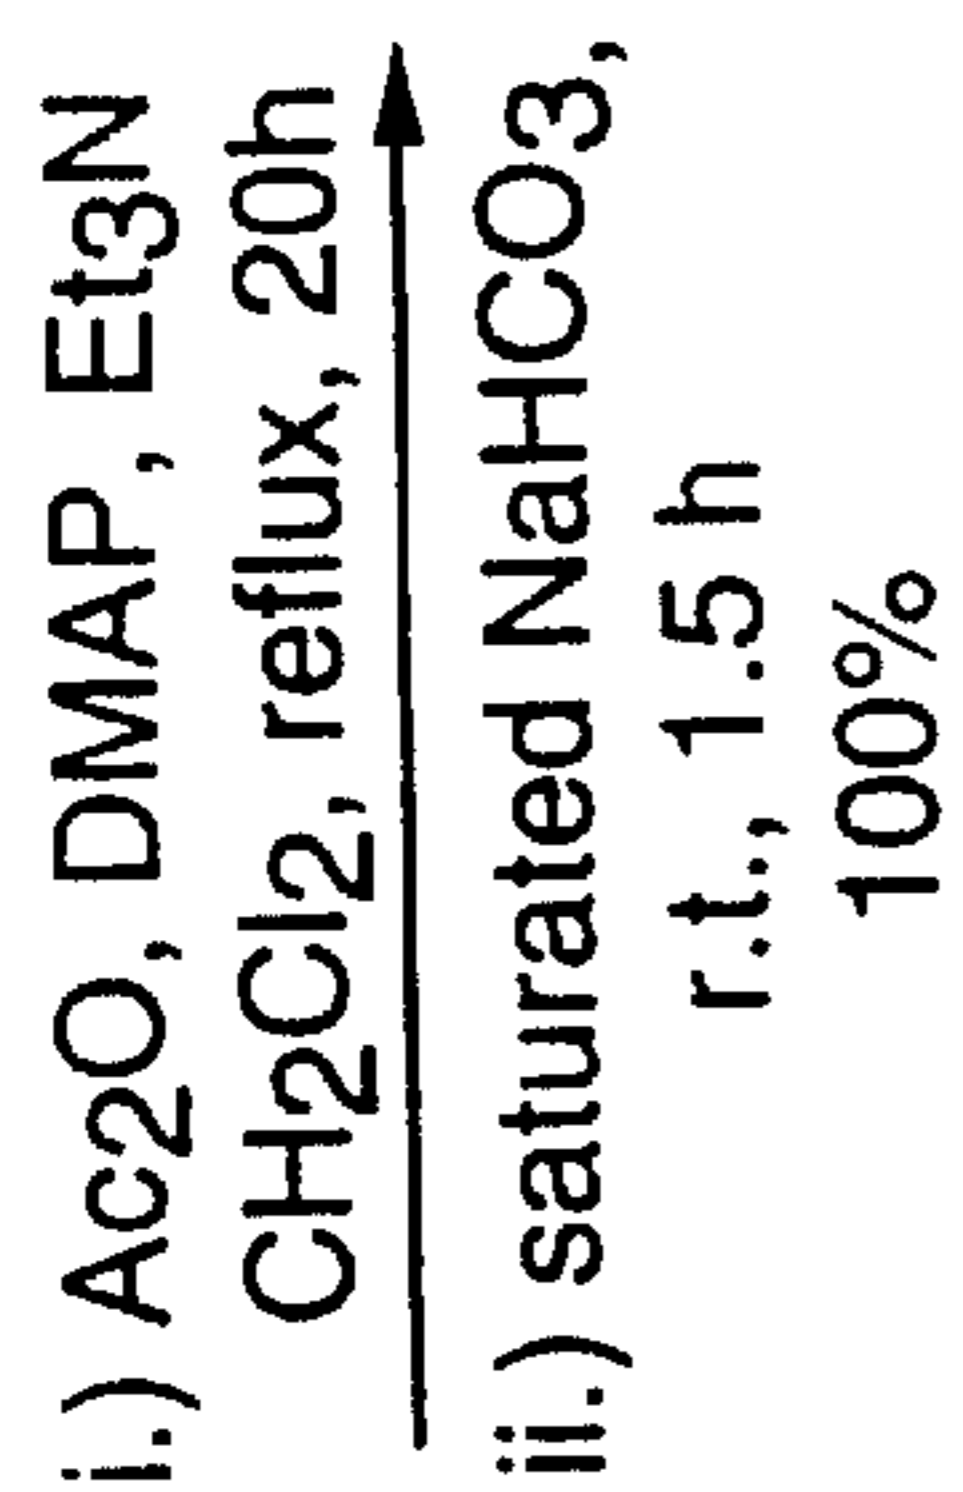 i.) Ac2O, DMAP, Et3N
CH2Cl2, reflux, 20h
ii.) saturated NaHCO3,
r.t., 1.5 h
100%